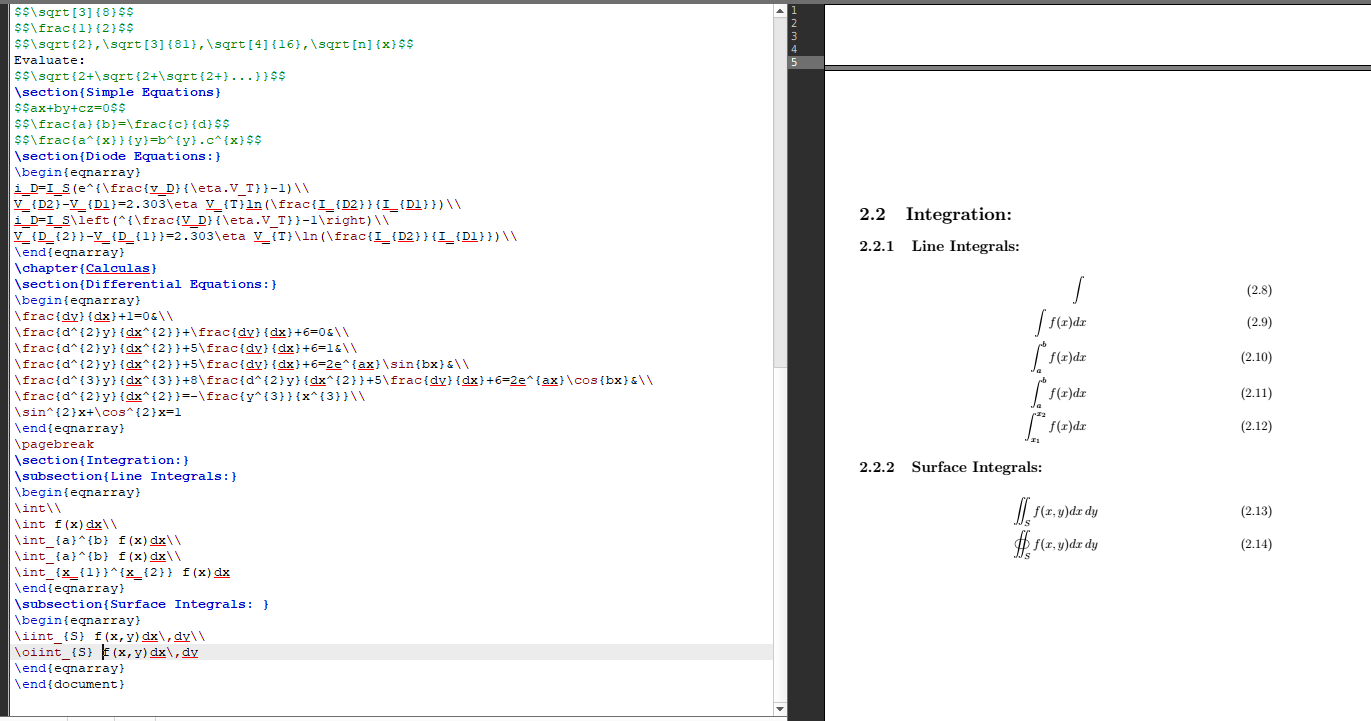 $$\sqrt[3]{8}$$
$$\frac{1}{2}$$
$$\sqrt{2},\sqrt[3]{81},\sqrt[4]{16},\sqrt[n]{x}$$
Evaluate:
$$\sqrt{2+\sqrt{2+\sqrt{2+}...}}$$
\section{Simple Equations}
$$ax+by+cz=0$$
$$\frac{a}{b}=\frac{c}{d}$$
$$\frac{a^{x}}{y}=b^{y}.c^{x}$$
\section{Diode Equations:}
\begin{eqnarray}
i_D=I_S(e^{\frac{v_D}{\eta.V_T}}-1)\\
V_{D2}-V_{D1}=2.303\eta V_{T}ln(\frac{I_{D2}}{I_{D1}})\\
i_D=I_S\left(^{\frac{V_D}{\eta.V_T}}-1\right)\\
V_{D_{2}}-V_{D_{1}}=2.303\eta V_{T}\ln(\frac{I_{D2}}{I_{D1}})\\
\end{eqnarray}
\chapter{Calculas}
\section{Differential Equations:}
\begin{eqnarray}
\frac{dy}{dx}+1=0&\\
\frac{d^{2}y}{dx^{2}}+\frac{dy}{dx}+6=0&\\
\frac{d^{2}y}{dx^{2}}+5\frac{dy}{dx}+6=1&\\
\frac{d^{2}y}{dx^{2}}+5\frac{dy}{dx}+6=2e^{ax}\sin{bx}&\\
\frac{d^{3}y}{dx^{3}}+8\frac{d^{2}y}{dx^{2}}+5\frac{dy}{dx}+6=2e^{ax}\cos{bx}&\\
\frac{d^{2}y}{dx^{2}}=-\frac{y^{3}}{x^{3}}\\
\sin^{2}x+\cos^{2}x=1
\end{eqnarray}
\pagebreak
\section{Integration:}
\subsection{Line Integrals:}
\begin{eqnarray}
\int\\
\int f(x)dx\\
\int_{a}^{b} f(x)dx\\
\int_{a}^{b} f(x)dx\\
\int_{x_{1}}^{x_{2}} f(x)dx
\end{eqnarray}
\subsection{Surface Integrals: }
\begin{eqnarray}
\iint_{S} f(x,y)dx\,dy\\
\oiint_{S} f(x,y)dx\,dy
\end{eqnarray}
\end{document}
1
2
3
4
5
2.2 Integration:
2.2.1 Line Integrals:
∫ (2.8)
∫ f(x)dx (2.9)
∫_a^b f(x)dx (2.10)
∫_a^b f(x)dx (2.11)
∫_{x_1}^{x_2} f(x)dx (2.12)
2.2.2 Surface Integrals:
∬_S f(x, y)dx dy (2.13)
∯_S f(x, y)dx dy (2.14)